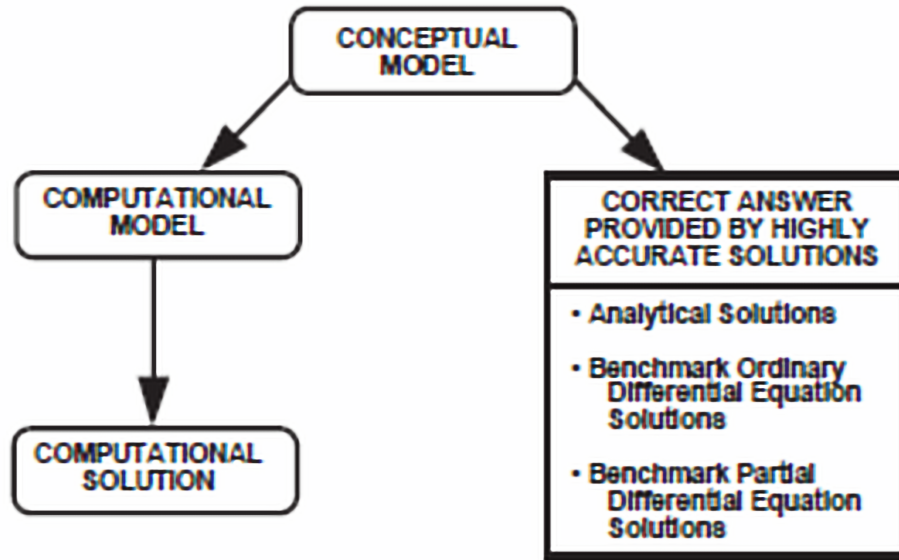 CONCEPTUAL
MODEL
COMPUTATIONAL
MODEL
COMPUTATIONAL
SOLUTION
CORRECT ANSWER
PROVIDED BY HIGHLY
ACCURATE SOLUTIONS
• Analytical Solutions
• Benchmark Ordinary
Differential Equation
Solutions
• Benchmark Partial
Differential Equation
Solutions